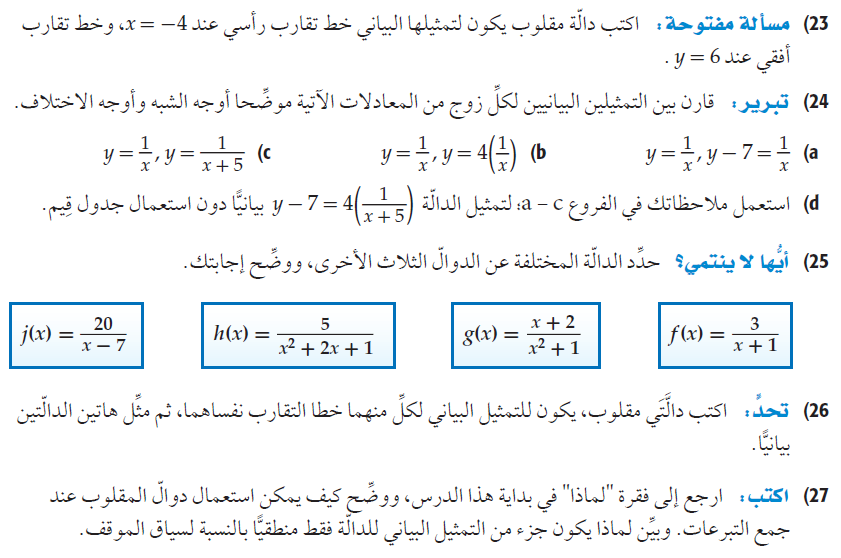 23) مسألة مفتوحة: اكتب دالّة مقلوب يكون لتمثيلها البياني خط تقارب رأسي عند x = −4، وخط تقارب
أفقي عند y = 6 .
24) تبرير: قارن بين التمثيلين البيانيين لكلِّ زوج من المعادلات الآتية موضِّحا أوجه الشبه وأوجه الاختلاف.
a) y = 1/x , y − 7 = 1/x b) y = 1/x , y = 4(1/x) c) y = 1/x , y = 1/(x + 5)
d) استعمل ملاحظاتك في الفروع a – c؛ لتمثيل الدالّة y − 7 = 4(1/(x + 5)) بيانيًّا دون استعمال جدول قِيم.
25) أيُّها لا ينتمي؟ حدِّد الدالّة المختلفة عن الدوالّ الثلاث الأخرى، ووضِّح إجابتك.
f(x) = 3/(x + 1) g(x) = (x + 2)/(x² + 1) h(x) = 5/(x² + 2x + 1) j(x) = 20/(x − 7)
26) تحدٍّ: اكتب دالَّتَي مقلوب، يكون للتمثيل البياني لكلِّ منهما خطا التقارب نفساهما، ثم مثِّل هاتين الدالّتين
بيانيًّا.
27) اكتب: ارجع إلى فقرة "لماذا" في بداية هذا الدرس، ووضِّح كيف يمكن استعمال دوالّ المقلوب عند
جمع التبرعات. وبيِّن لماذا يكون جزء من التمثيل البياني للدالّة فقط منطقيًّا بالنسبة لسياق الموقف.